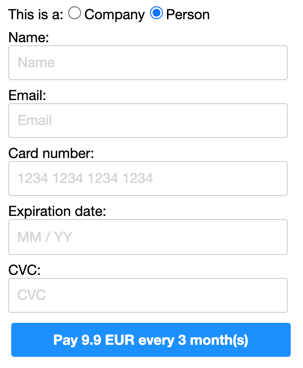 This is a: Company Person
Name:
Name
Email:
Email
Card number:
1234 1234 1234 1234
Expiration date:
MM / YY
CVC:
CVC
Pay 9.9 EUR every 3 month(s)